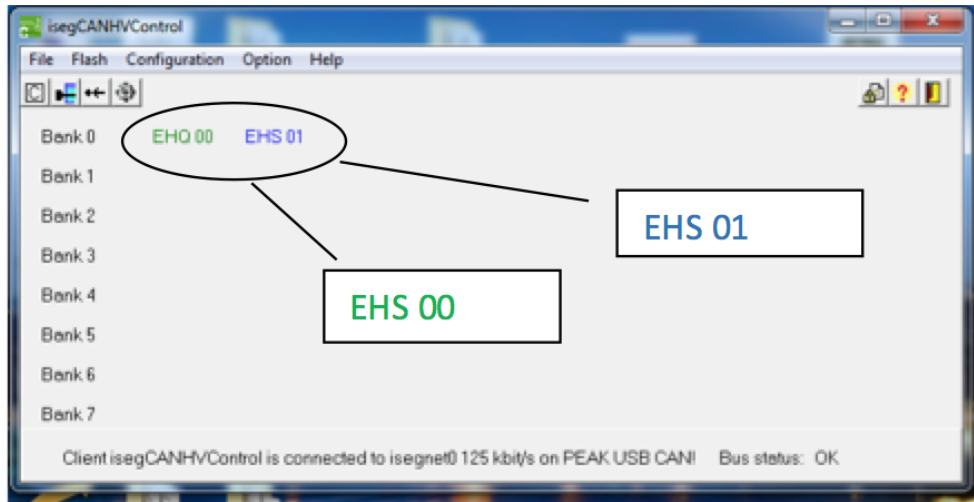 isegCANHVControl
File Flash Configuration Option Help
Bank 0 EHQ 00 EHS 01
Bank 1
Bank 2
EHS 01
Bank 3
Bank 4
EHS 00
Bank 5
Bank 6
Bank 7
Client isegCANHVControl is connected to isegnet0 125 kbit/s on PEAK USB CAN! Bus status: OK